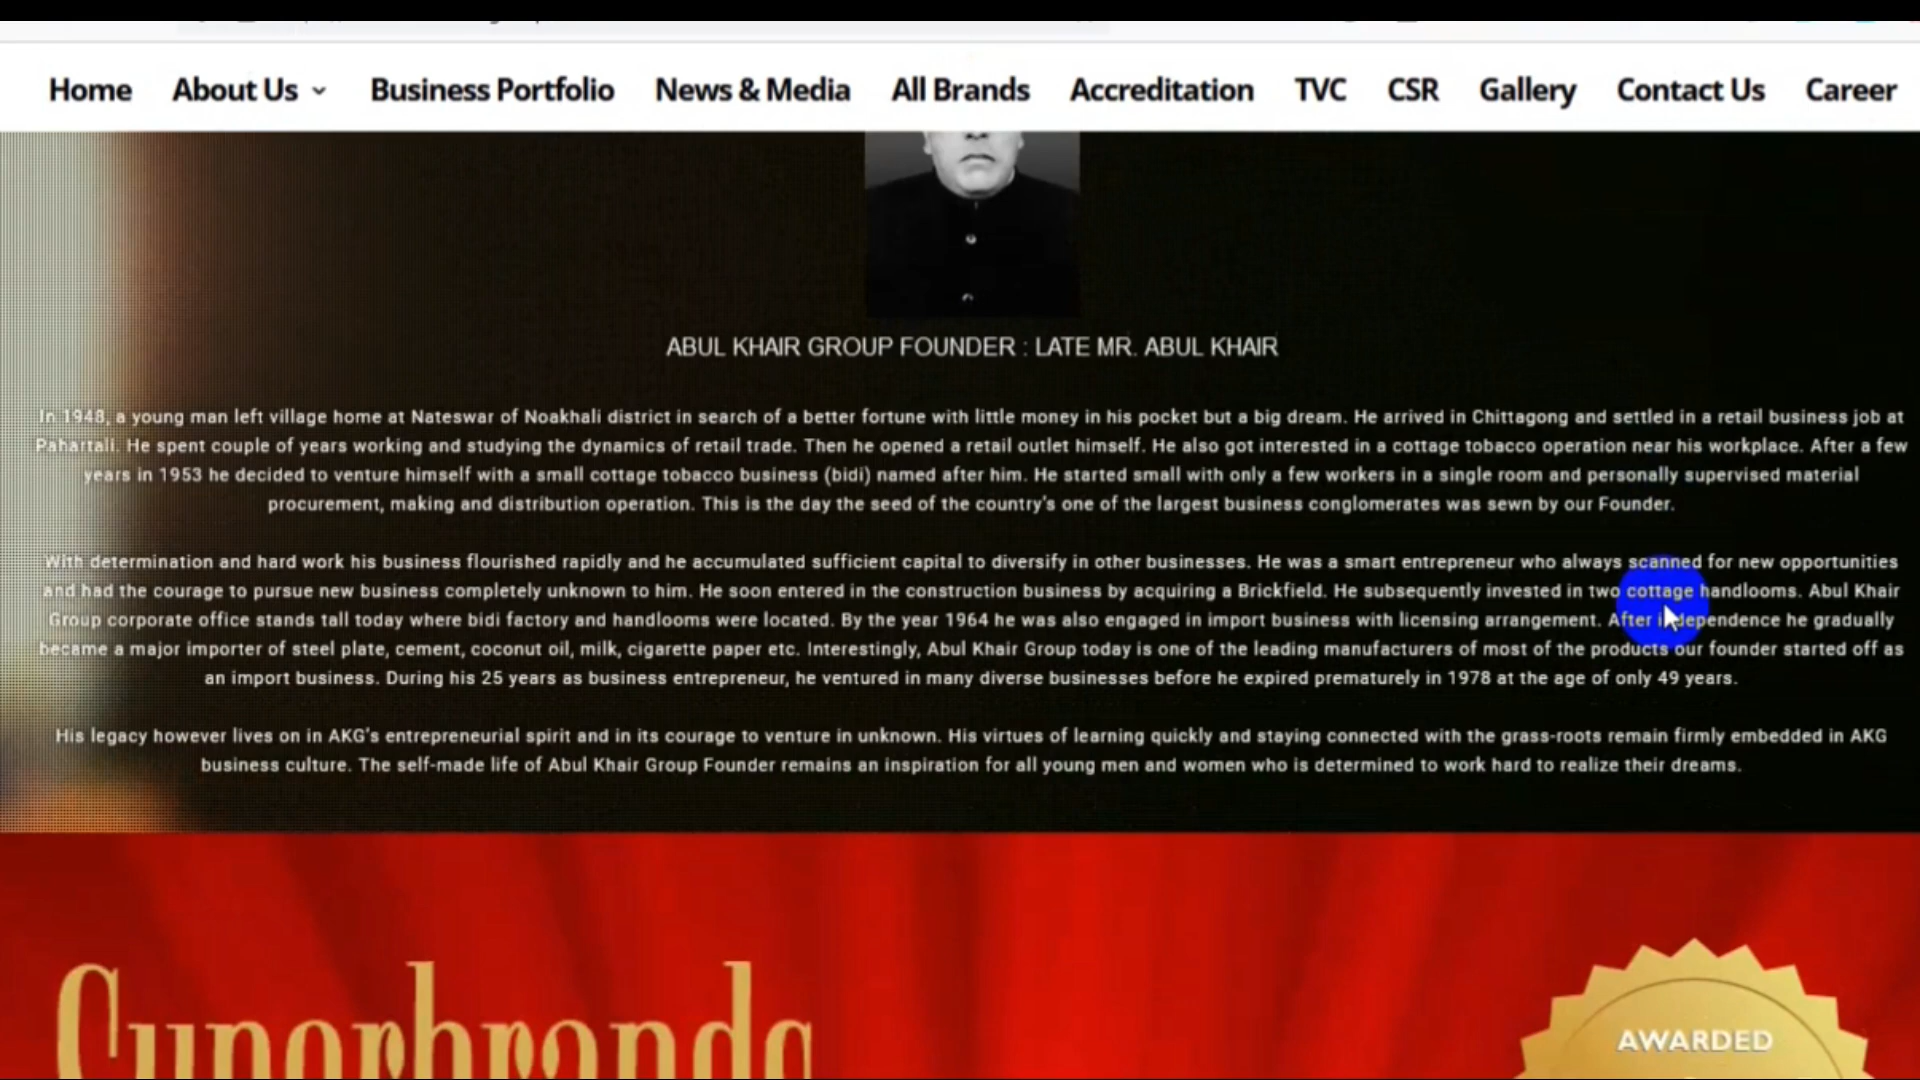 Home About Us Business Portfolio News & Media All Brands Accreditation TVC CSR Gallery Contact Us Career
ABUL KHAIR GROUP FOUNDER : LATE MR. ABUL KHAIR
In 1948, a young man left village home at Nateswar of Noakhali district in search of a better fortune with little money in his pocket but a big dream. He arrived in Chittagong and settled in a retail business job at
Pahartali. He spent couple of years working and studying the dynamics of retail trade. Then he opened a retail outlet himself. He also got interested in a cottage tobacco operation near his workplace. After a few
years in 1953 he decided to venture himself with a small cottage tobacco business (bidi) named after him. He started small with only a few workers in a single room and personally supervised material
procurement, making and distribution operation. This is the day the seed of the country's one of the largest business conglomerates was sewn by our Founder.
With determination and hard work his business flourished rapidly and he accumulated sufficient capital to diversify in other businesses. He was a smart entrepreneur who always scanned for new opportunities
and had the courage to pursue new business completely unknown to him. He soon entered in the construction business by acquiring a Brickfield. He subsequently invested in two cottage handlooms. Abul Khair
Group corporate office stands tall today where bidi factory and handlooms were located. By the year 1964 he was also engaged in import business with licensing arrangement. After independence he gradually
became a major importer of steel plate, cement, coconut oil, milk, cigarette paper etc. Interestingly, Abul Khair Group today is one of the leading manufacturers of most of the products our founder started off as
an import business. During his 25 years as business entrepreneur, he ventured in many diverse businesses before he expired prematurely in 1978 at the age of only 49 years.
His legacy however lives on in AKG's entrepreneurial spirit and in its courage to venture in unknown. His virtues of learning quickly and staying connected with the grass-roots remain firmly embedded in AKG
business culture. The self-made life of Abul Khair Group Founder remains an inspiration for all young men and women who is determined to work hard to realize their dreams.
Superbrands
AWARDED